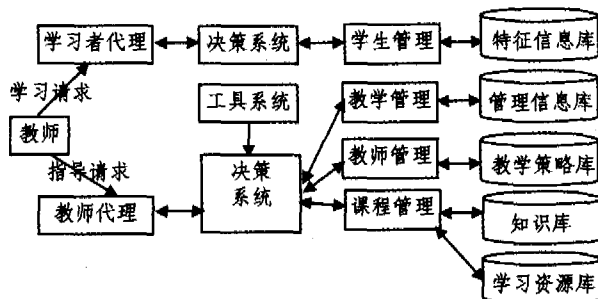 学习者代理
决策系统
学生管理
特征信息库
学习请求
工具系统
教学管理
管理信息库
教师
指导请求
决策
系统
教师管理
教学策略库
教师代理
课程管理
知识库
学习资源库